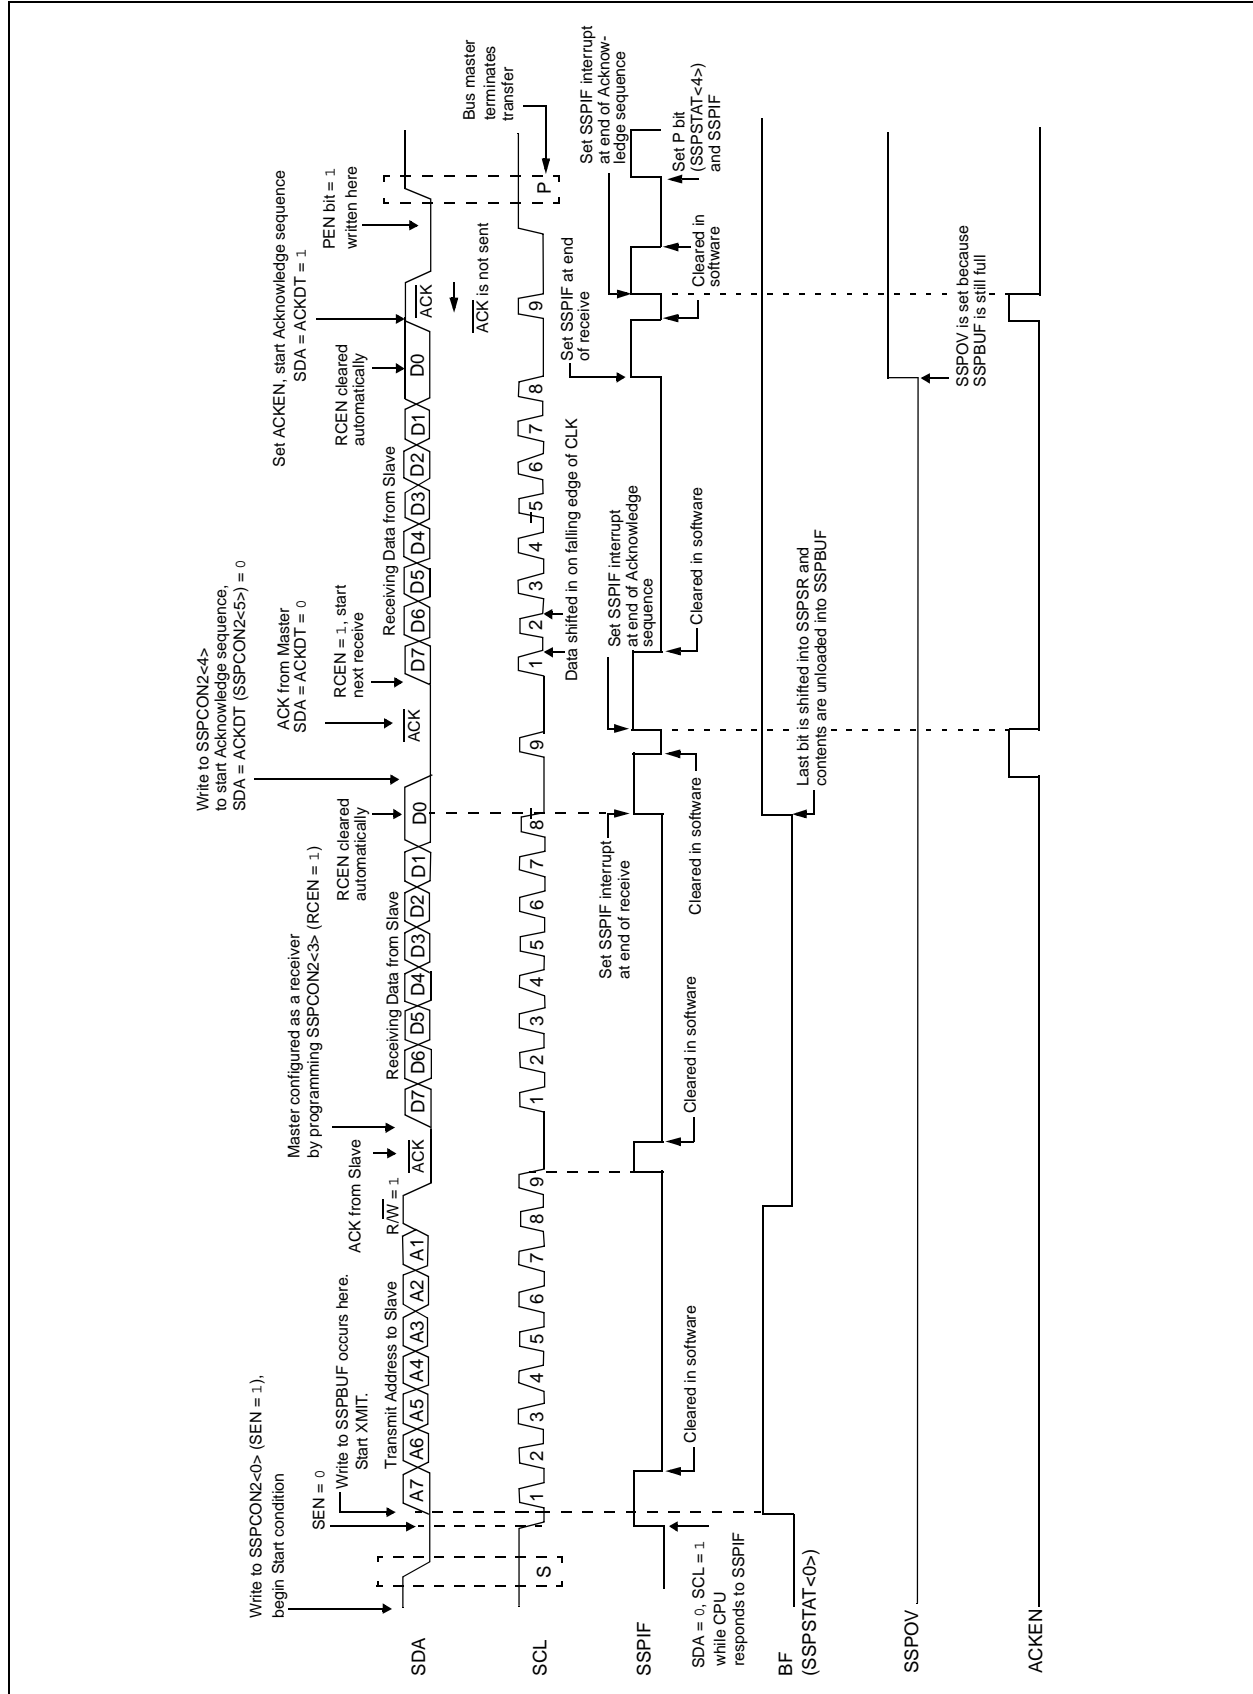 Write to SSPCON2<0> (SEN = 1),
begin Start condition
SEN = 0
Write to SSPBUF occurs here.
Start XMIT.
Transmit Address to Slave
R/W = 1
ACK from Slave
Master configured as a receiver
by programming SSPCON2<3> (RCEN = 1)
Receiving Data from Slave
RCEN cleared
automatically
Write to SSPCON2<4>
to start Acknowledge sequence,
SDA = ACKDT (SSPCON2<5>) = 0
ACK from Master
SDA = ACKDT = 0
RCEN = 1, start
next receive
Receiving Data from Slave
RCEN cleared
automatically
Set ACKEN, start Acknowledge sequence
SDA = ACKDT = 1
PEN bit = 1
written here
SDA
A7 A6 A5 A4 A3 A2 A1
ACK
D7 D6 D5 D4 D3 D2 D1 D0
ACK
D7 D6 D5 D4 D3 D2 D1 D0
ACK
ACK is not sent
Bus master
terminates
transfer
SCL
S
1 2 3 4 5 6 7 8 9
1 2 3 4 5 6 7 8 9
1 2 3 4 5 6 7 8 9
P
Data shifted in on falling edge of CLK
Set SSPIF interrupt
at end of receive
Set SSPIF interrupt
at end of Acknowledge
sequence
Set SSPIF at end
of receive
Set SSPIF interrupt
at end of Acknow-
ledge sequence
SSPIF
SDA = 0, SCL = 1
while CPU
responds to SSPIF
Cleared in software
Cleared in software
Cleared in software
Cleared in software
Cleared in
software
Set P bit
(SSPSTAT<4>)
and SSPIF
BF
(SSPSTAT<0>)
Last bit is shifted into SSPSR and
contents are unloaded into SSPBUF
SSPOV
SSPOV is set because
SSPBUF is still full
ACKEN